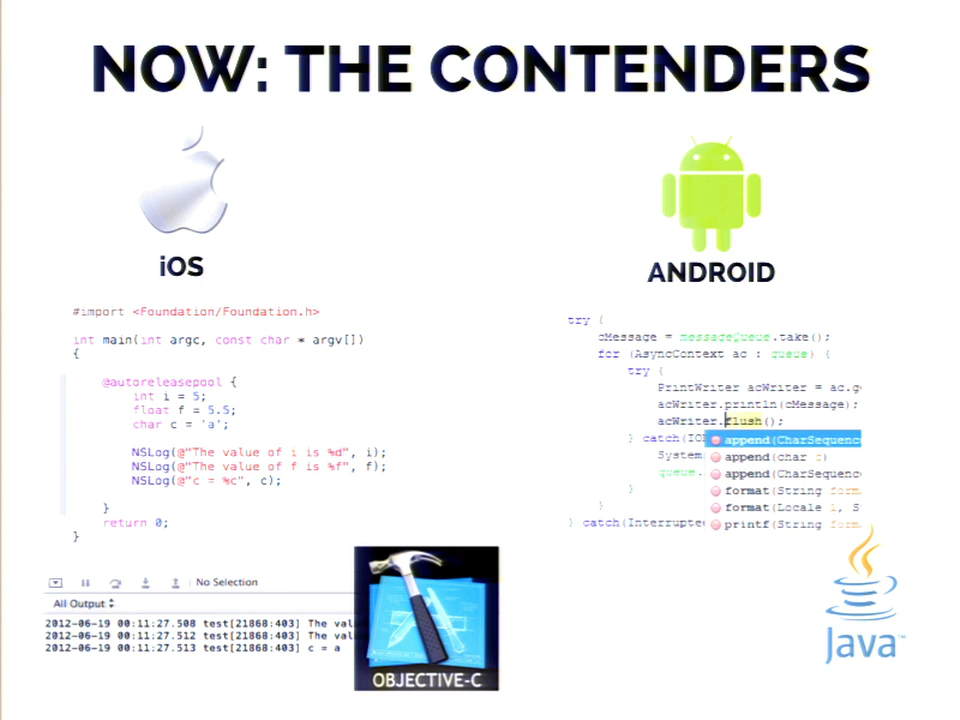 NOW: THE CONTENDERS
iOS
#import <Foundation/Foundation.h>
int main(int argc, const char * argv[])
{
@autoreleasepool {
int i = 5;
float f = 5.5;
char c = 'a';
NSLog(@"The value of i is %d", i);
NSLog(@"The value of f is %f", f);
NSLog(@"c = %c", c);
}
return 0;
}
No Selection
All Output
2012-06-19 00:11:27.508 test[21868:403] The val
2012-06-19 00:11:27.512 test[21868:403] The val
2012-06-19 00:11:27.513 test[21868:403] c = a
OBJECTIVE-C
ANDROID
try {
cMessage = messageQueue.take();
for (AsyncContext ac : queue) {
try {
PrintWriter acWriter = ac.g
acWriter.println(cMessage);
acWriter.flush();
} catch(IO
System
queue.
}
}
} catch(Interrupte
append(CharSequence
append(char c)
append(CharSequence
format(String form
format(Locale l, S
printf(String form
Java™